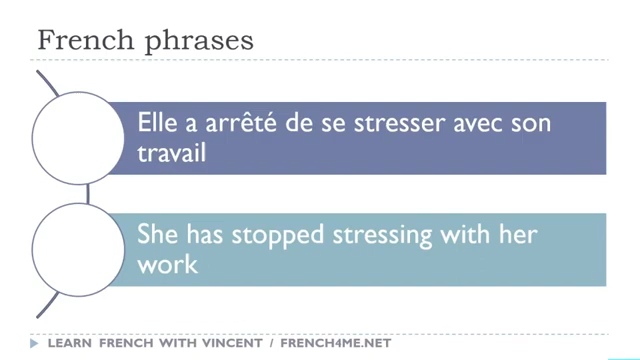 French phrases
Elle a arrêté de se stresser avec son
travail
She has stopped stressing with her
work
LEARN FRENCH WITH VINCENT / FRENCH4ME.NET